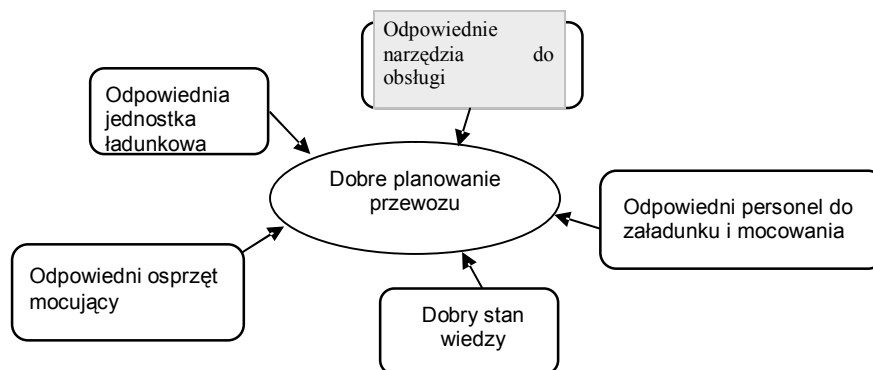 Odpowiednie
narzędzia do
obsługi
Odpowiednia
jednostka
ładunkowa
Dobre planowanie
przewozu
Odpowiedni personel do
załadunku i mocowania
Odpowiedni osprzęt
mocujący
Dobry stan
wiedzy